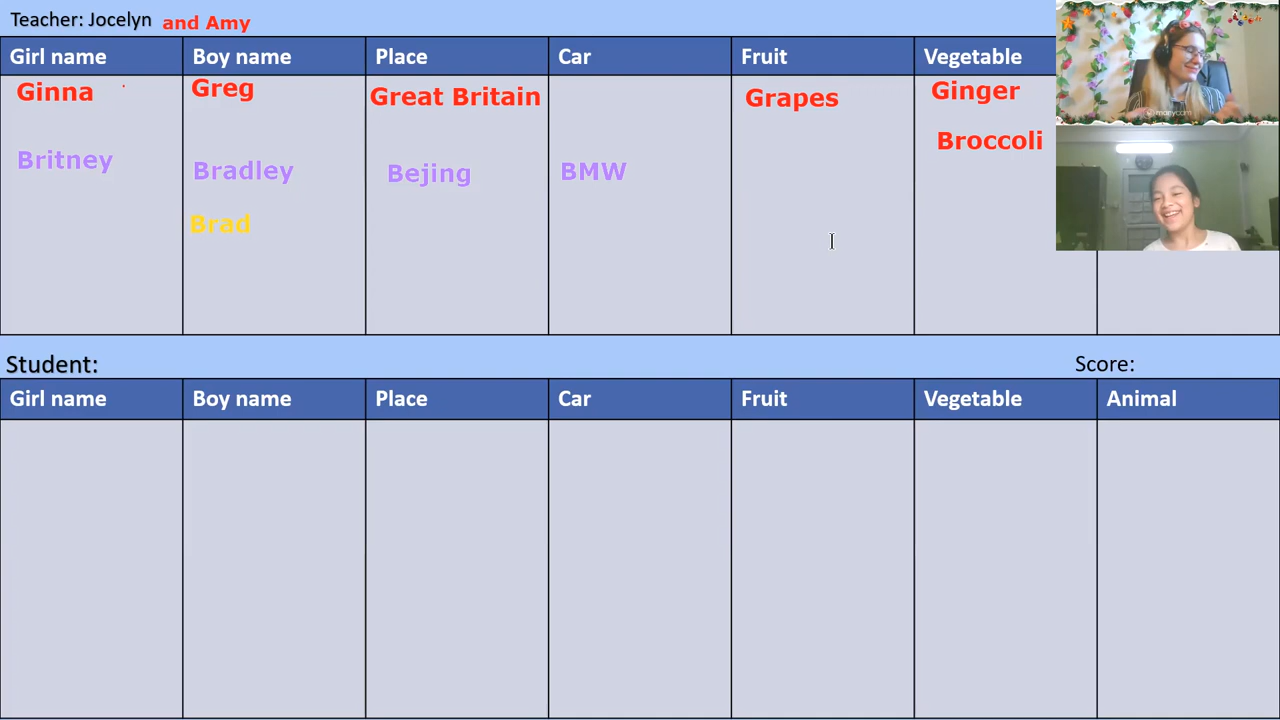 Teacher: Jocelyn and Amy
Girl name Boy name Place Car Fruit Vegetable
Ginna Greg Great Britain Grapes Ginger
Broccoli
Britney Bradley Bejing BMW
Brad
manycam
Student: Score:
Girl name Boy name Place Car Fruit Vegetable Animal